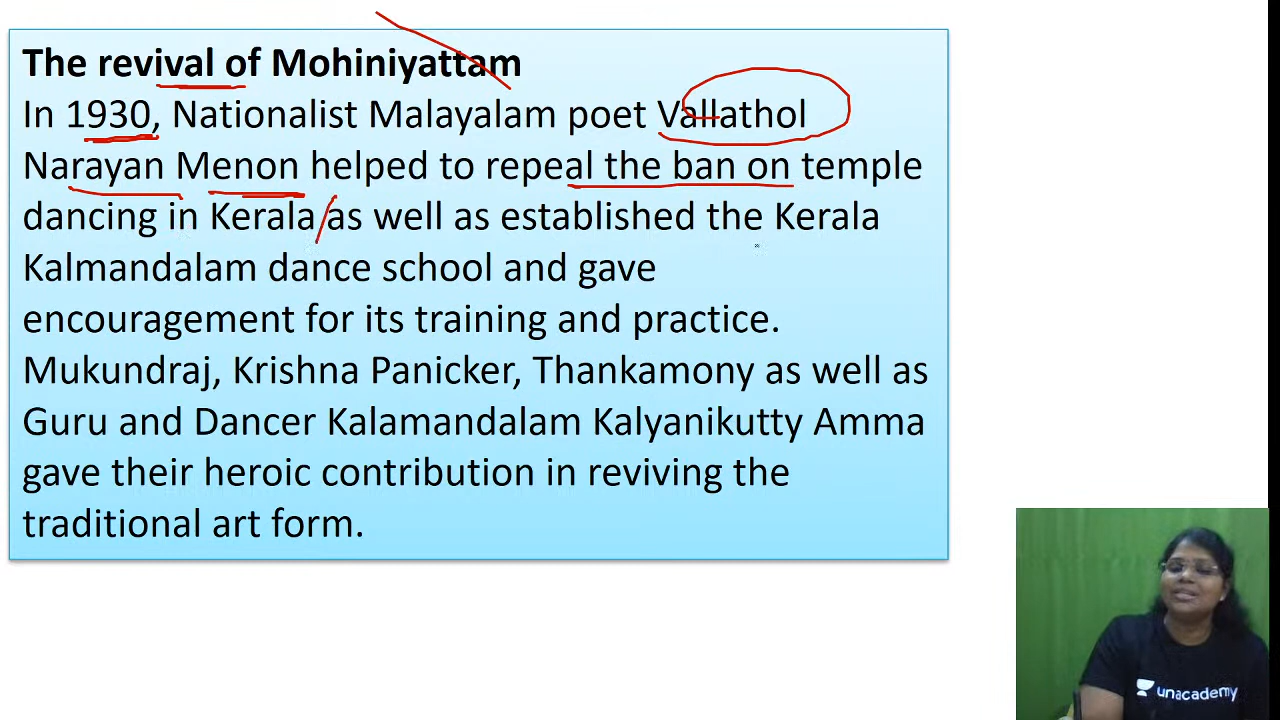 The revival of Mohiniyattam
In 1930, Nationalist Malayalam poet Vallathol
Narayan Menon helped to repeal the ban on temple
dancing in Kerala as well as established the Kerala
Kalmandalam dance school and gave
encouragement for its training and practice.
Mukundraj, Krishna Panicker, Thankamony as well as
Guru and Dancer Kalamandalam Kalyanikutty Amma
gave their heroic contribution in reviving the
traditional art form.
unacademy